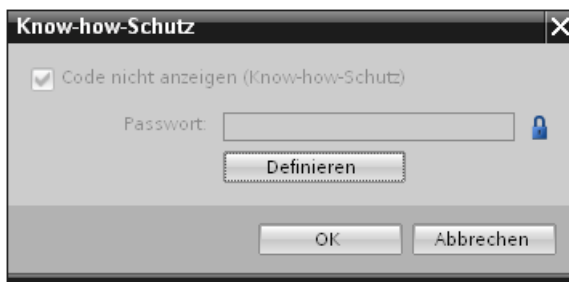 Know-how-Schutz
Code nicht anzeigen (Know-how-Schutz)
Passwort:
Definieren
OK
Abbrechen